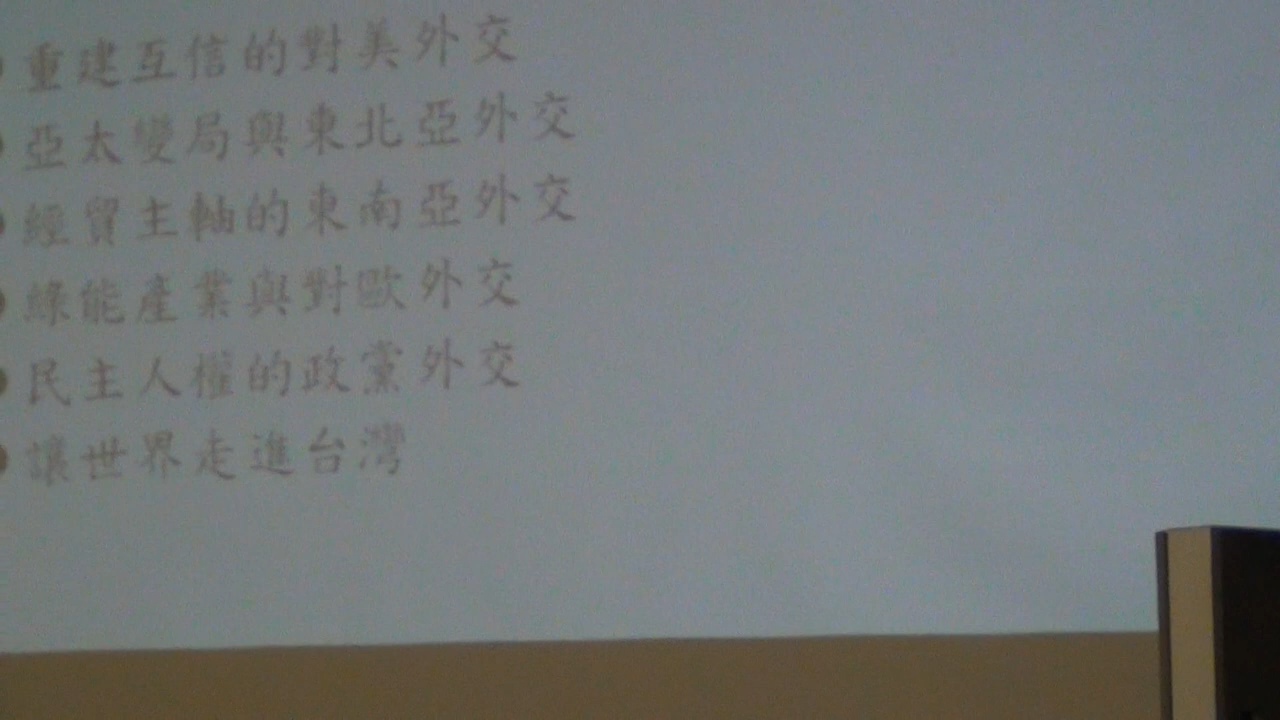 重建互信的對美外交
亞太變局與東北亞外交
經貿主軸的東南亞外交
綠能產業與對歐外交
民主人權的政黨外交
讓世界走進台灣